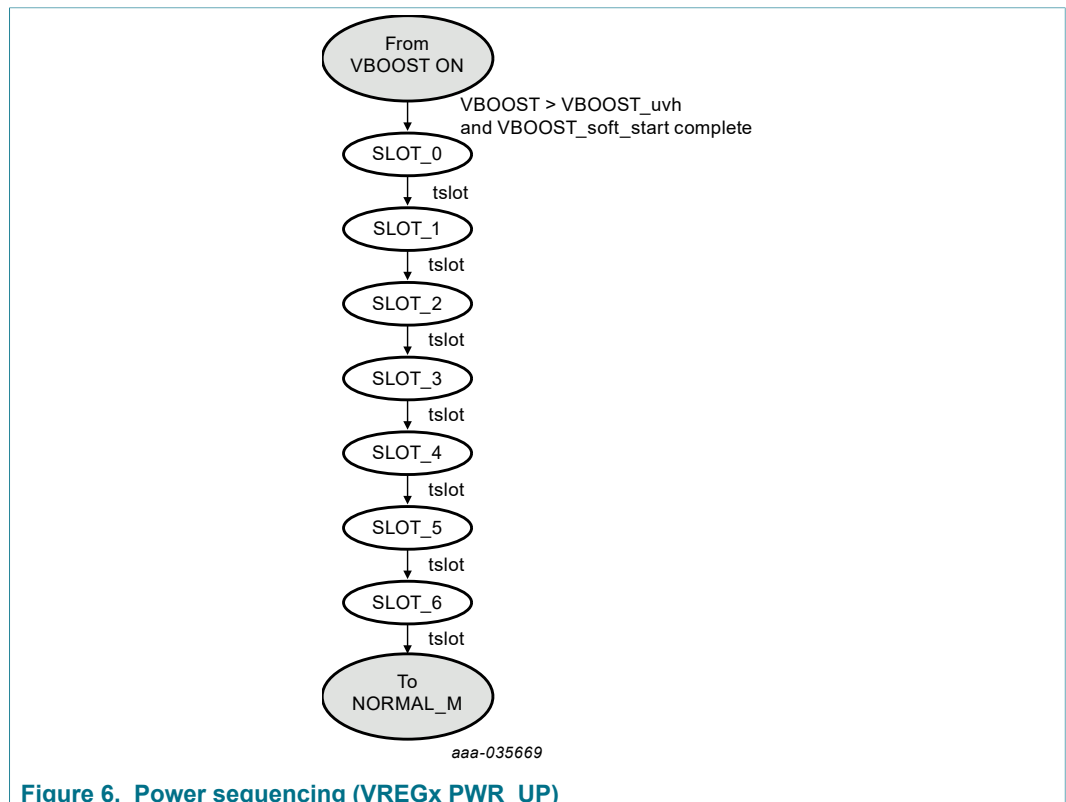 From
VBOOST ON
VBOOST > VBOOST_uvh
and VBOOST_soft_start complete
SLOT_0
tslot
SLOT_1
tslot
SLOT_2
tslot
SLOT_3
tslot
SLOT_4
tslot
SLOT_5
tslot
SLOT_6
tslot
To
NORMAL_M
aaa-035669
Figure 6. Power sequencing (VREGx PWR_UP)